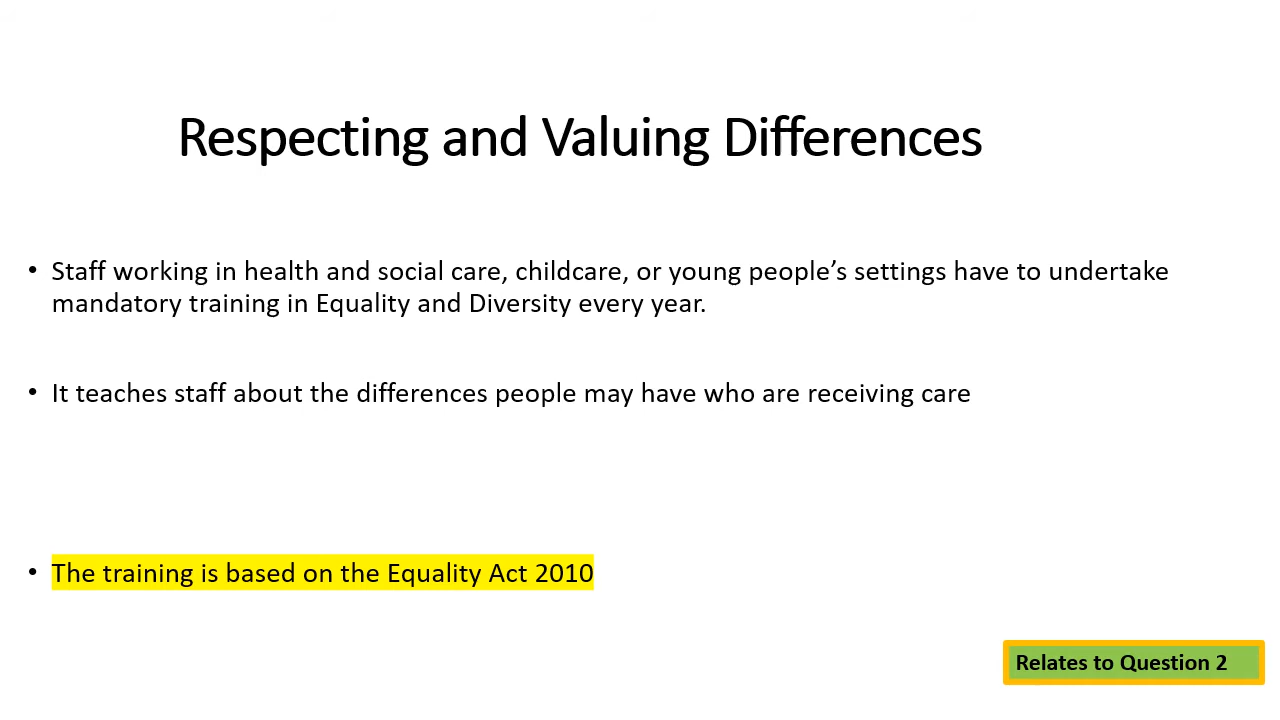 Respecting and Valuing Differences
• Staff working in health and social care, childcare, or young people’s settings have to undertake
mandatory training in Equality and Diversity every year.
• It teaches staff about the differences people may have who are receiving care
• The training is based on the Equality Act 2010
Relates to Question 2